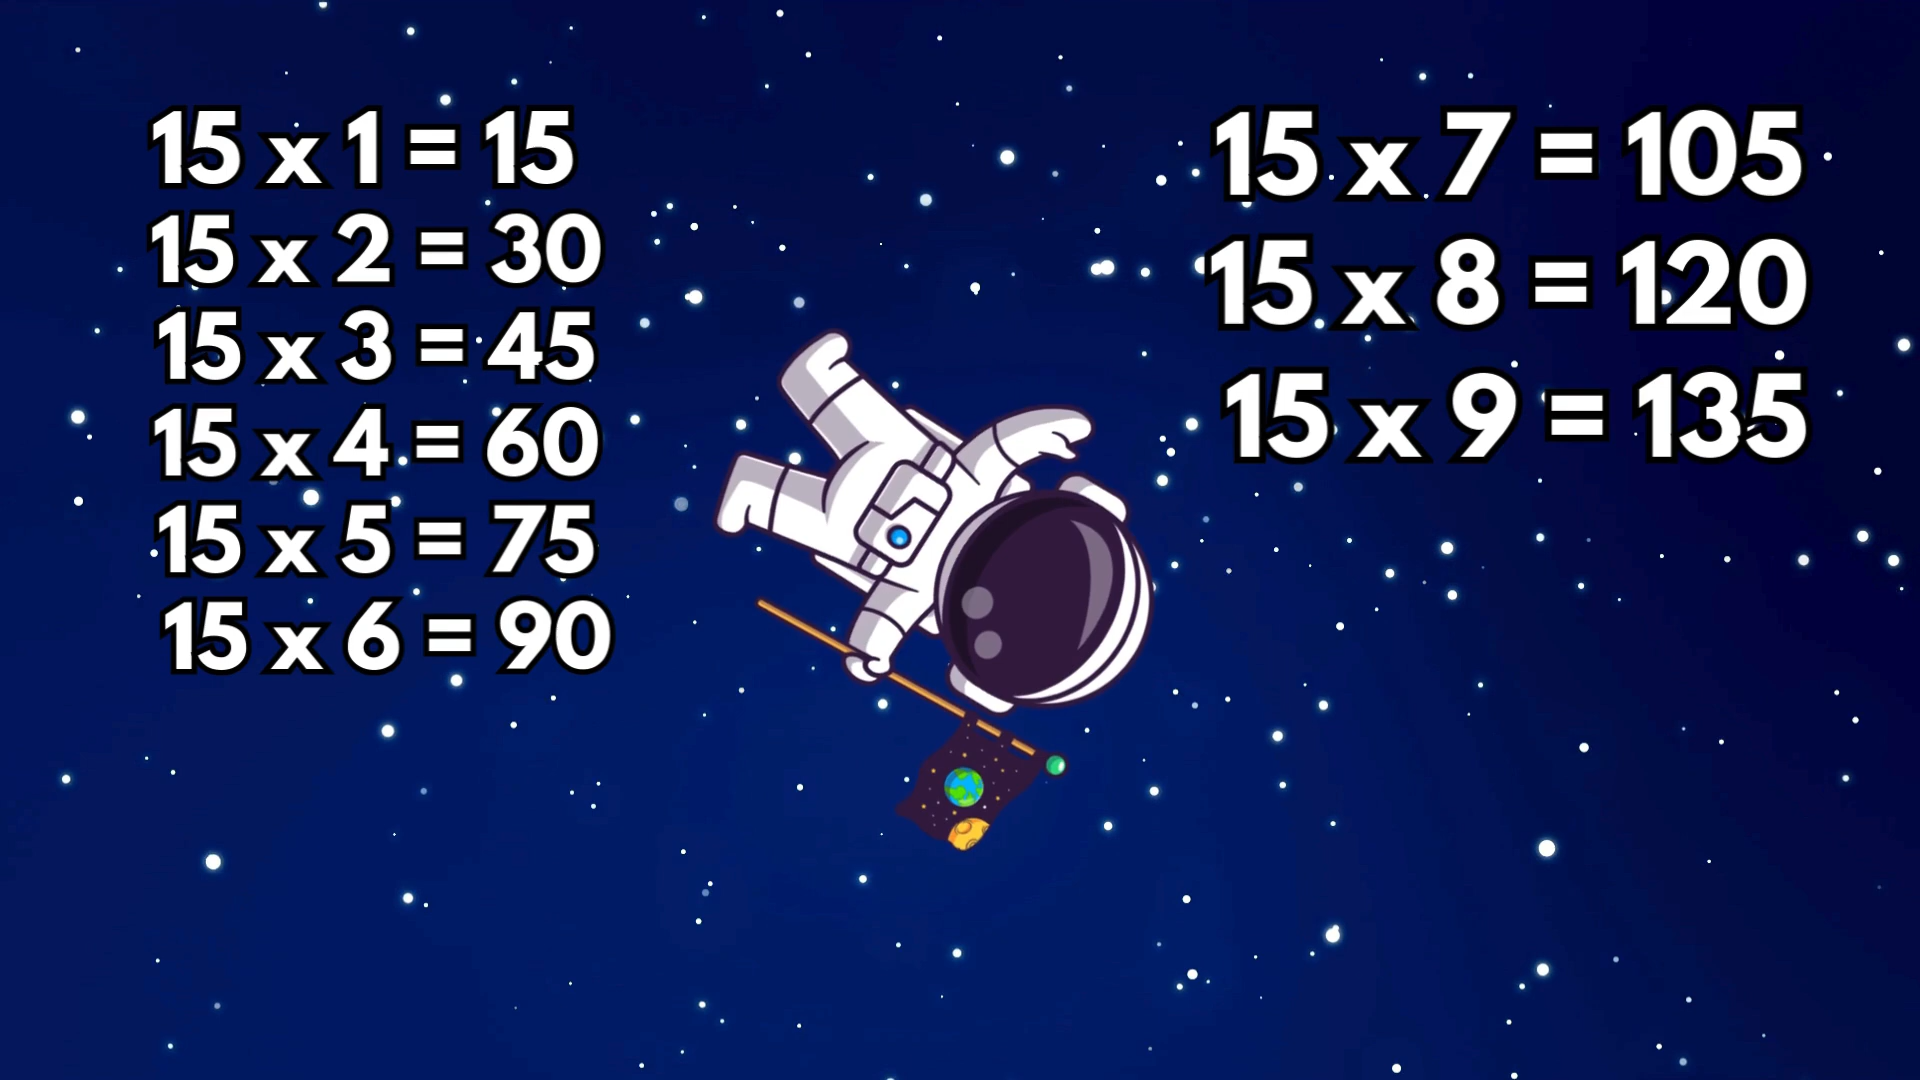 15 x 1 = 15
15 x 2 = 30
15 x 3 = 45
15 x 4 = 60
15 x 5 = 75
15 x 6 = 90
15 x 7 = 105
15 x 8 = 120
15 x 9 = 135